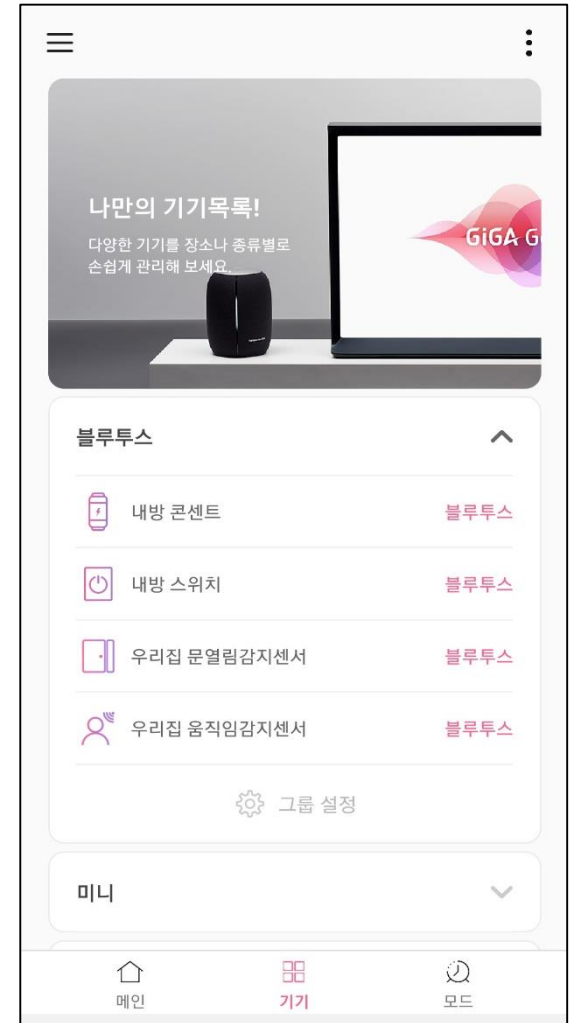 나만의 기기목록!
다양한 기기를 장소나 종류별로
손쉽게 관리해 보세요.
GiGA G
블루투스
내방 콘센트 블루투스
내방 스위치 블루투스
우리집 문열림감지센서 블루투스
우리집 움직임감지센서 블루투스
그룹 설정
미니
메인 기기 모드